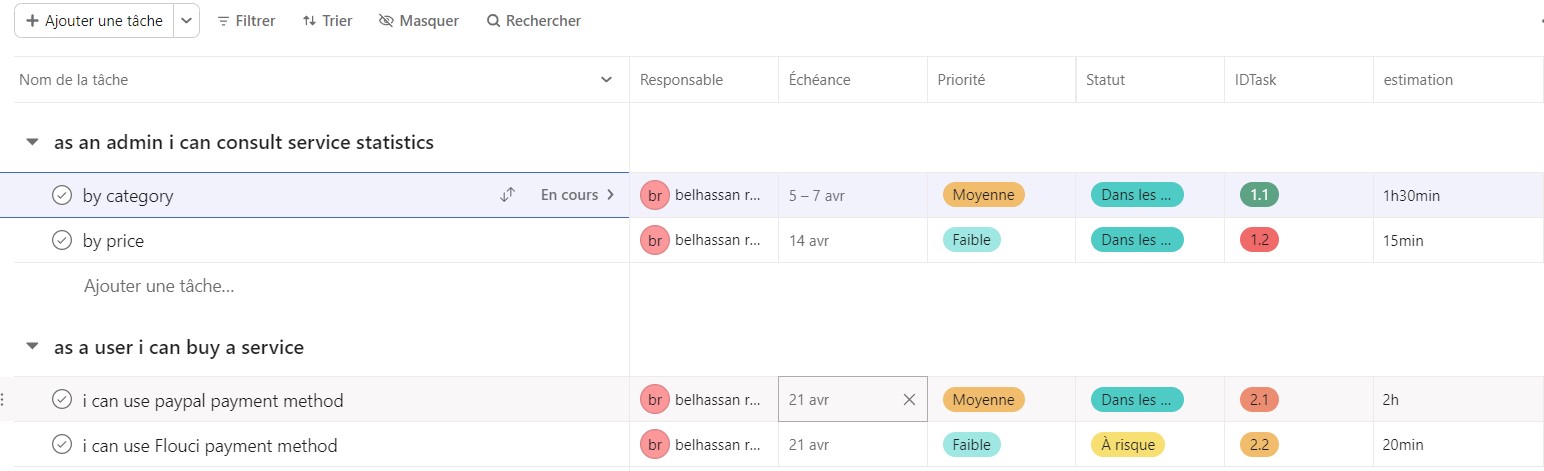 + Ajouter une tâche Filtrer Trier Masquer Rechercher
Nom de la tâche Responsable Échéance Priorité Statut IDTask estimation
as an admin i can consult service statistics
by category En cours br belhassan r... 5 – 7 avr Moyenne Dans les ... 1.1 1h30min
by price br belhassan r... 14 avr Faible Dans les ... 1.2 15min
Ajouter une tâche...
as a user i can buy a service
i can use paypal payment method br belhassan r... 21 avr Moyenne Dans les ... 2.1 2h
i can use Flouci payment method br belhassan r... 21 avr Faible À risque 2.2 20min